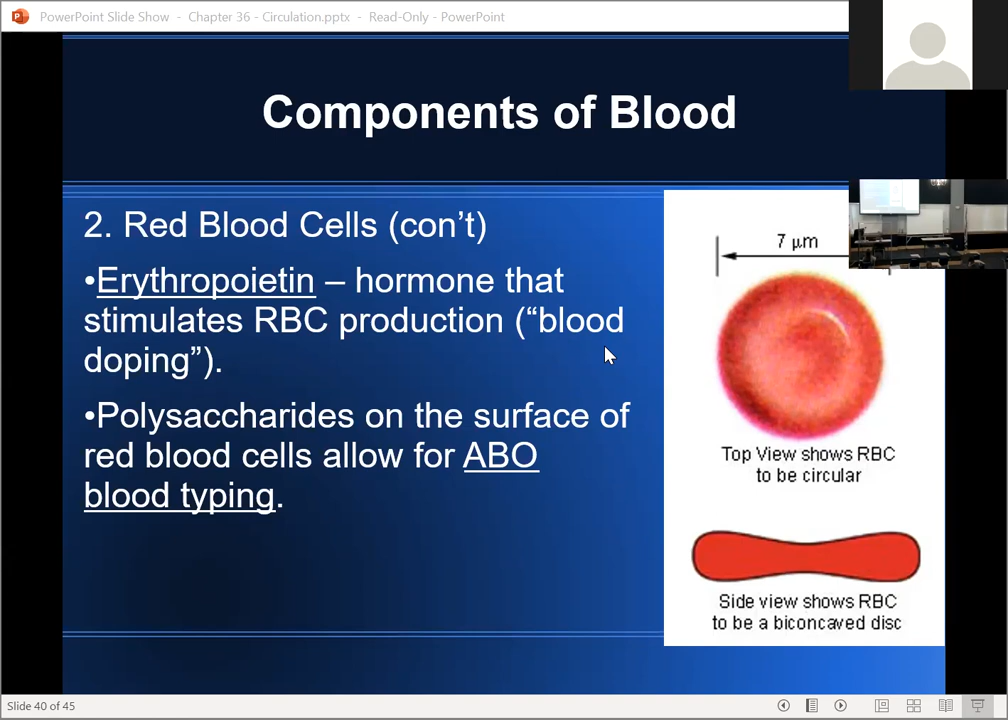 PowerPoint Slide Show - Chapter 36 - Circulation.pptx - Read-Only - PowerPoint
Components of Blood
2. Red Blood Cells (con’t)
•Erythropoietin – hormone that
stimulates RBC production (“blood
doping”).
•Polysaccharides on the surface of
red blood cells allow for ABO
blood typing.
7 µm
Top View shows RBC
to be circular
Side view shows RBC
to be a biconcaved disc
Slide 40 of 45